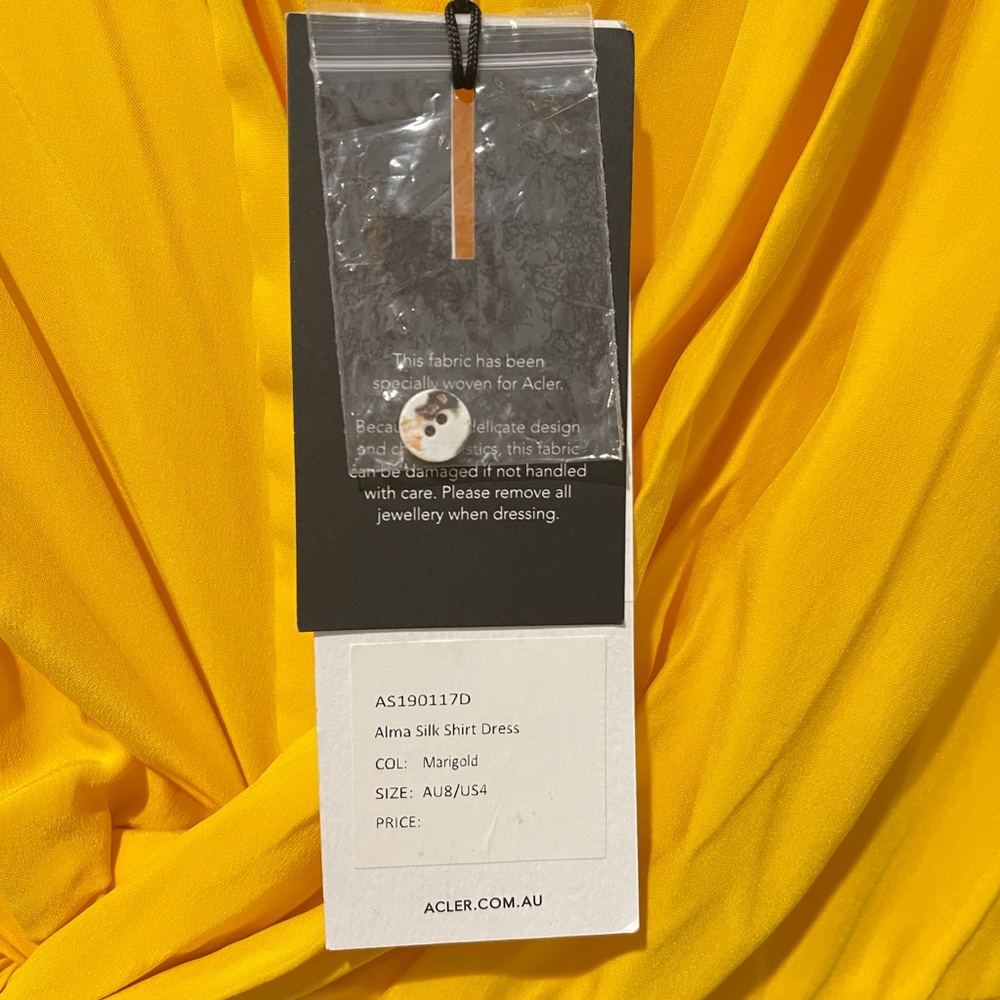 This fabric has been
specially woven for Acler.
delicate design
and, this fabric
can be damaged if not handled
with care. Please remove all
jewellery when dressing.
AS190117D
Alma Silk Shirt Dress
COL: Marigold
SIZE: AU8/US4
PRICE:
ACLER.COM.AU